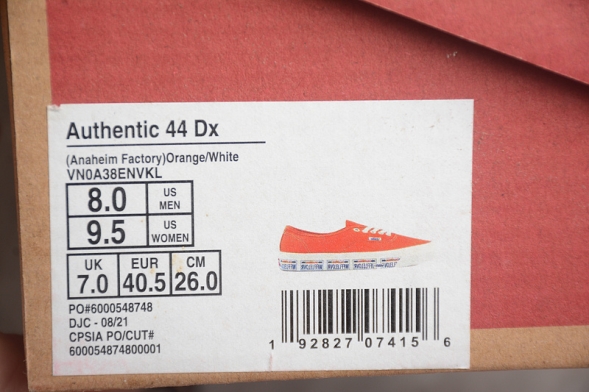 Authentic 44 Dx
(Anaheim Factory)Orange/White
VN0A38ENVKL
8.0 US MEN
9.5 US WOMEN
UK EUR CM
7.0 40.5 26.0
PO#6000548748
DJC - 08/21
CPSIA PO/CUT#
600054874800001
1 92827 07415 6